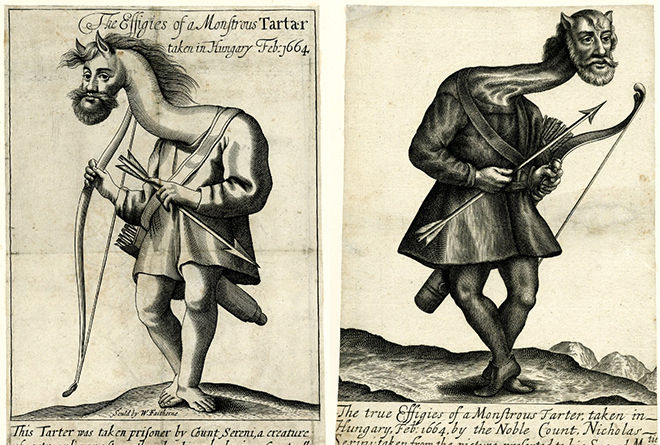 The Effigies of a Monstrous Tartar
taken in Hungary Feb: 1664.
Sould by W. Faithorne
This Tarter was taken prisoner by Count Sereni, a creature
The true Effigies of a Monstrous Tarter, taken in
Hungary, Feb: 1664, by the Noble Count, Nicholas
Serini, taken from the picture